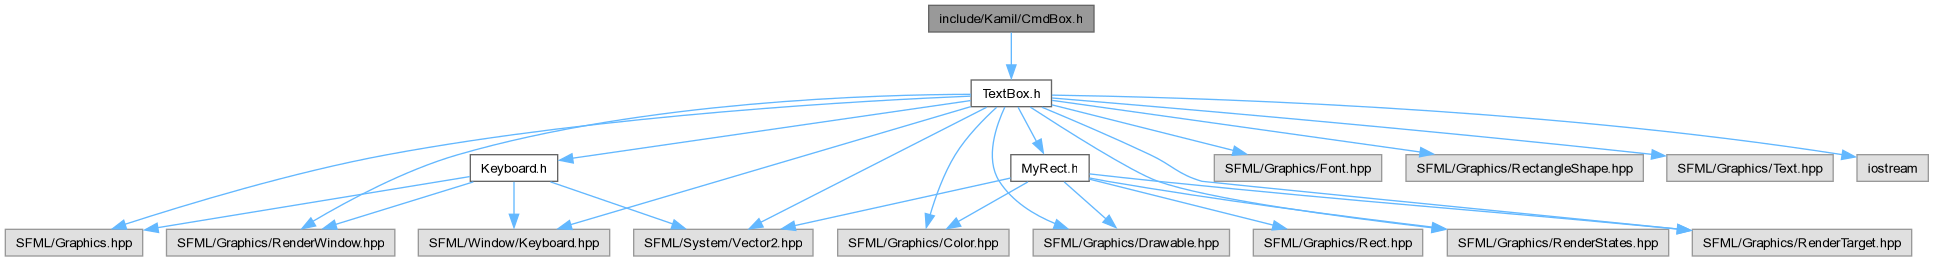 include/Kamil/CmdBox.h
TextBox.h
Keyboard.h
MyRect.h
SFML/Graphics/Font.hpp
SFML/Graphics/RectangleShape.hpp
SFML/Graphics/Text.hpp
iostream
SFML/Graphics.hpp
SFML/Graphics/RenderWindow.hpp
SFML/Window/Keyboard.hpp
SFML/System/Vector2.hpp
SFML/Graphics/Color.hpp
SFML/Graphics/Drawable.hpp
SFML/Graphics/Rect.hpp
SFML/Graphics/RenderStates.hpp
SFML/Graphics/RenderTarget.hpp